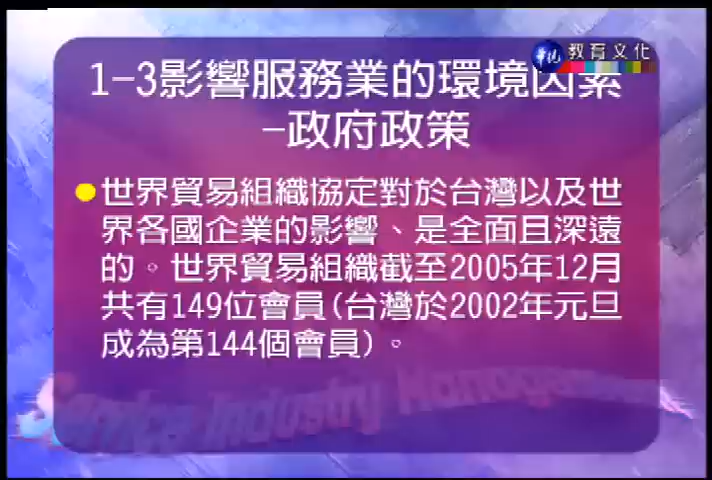 華視 教育文化
1-3影響服務業的環境因素
-政府政策
世界貿易組織協定對於台灣以及世
界各國企業的影響、是全面且深遠
的。世界貿易組織截至2005年12月
共有149位會員(台灣於2002年元旦
成為第144個會員)。
Service Industry Management